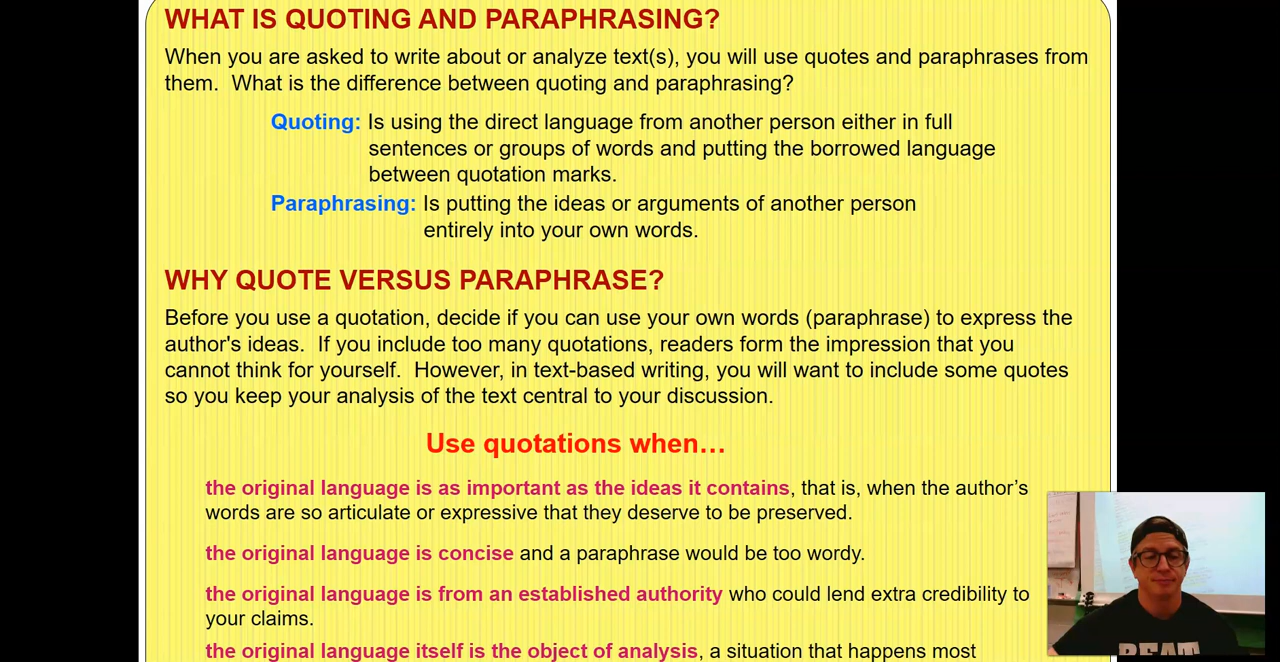 WHAT IS QUOTING AND PARAPHRASING?
When you are asked to write about or analyze text(s), you will use quotes and paraphrases from
them.  What is the difference between quoting and paraphrasing?
Quoting: Is using the direct language from another person either in full
sentences or groups of words and putting the borrowed language
between quotation marks.
Paraphrasing: Is putting the ideas or arguments of another person
entirely into your own words.
WHY QUOTE VERSUS PARAPHRASE?
Before you use a quotation, decide if you can use your own words (paraphrase) to express the
author's ideas.  If you include too many quotations, readers form the impression that you
cannot think for yourself.  However, in text-based writing, you will want to include some quotes
so you keep your analysis of the text central to your discussion.
Use quotations when…
the original language is as important as the ideas it contains, that is, when the author’s
words are so articulate or expressive that they deserve to be preserved.
the original language is concise and a paraphrase would be too wordy.
the original language is from an established authority who could lend extra credibility to
your claims.
the original language itself is the object of analysis, a situation that happens most
BEAT